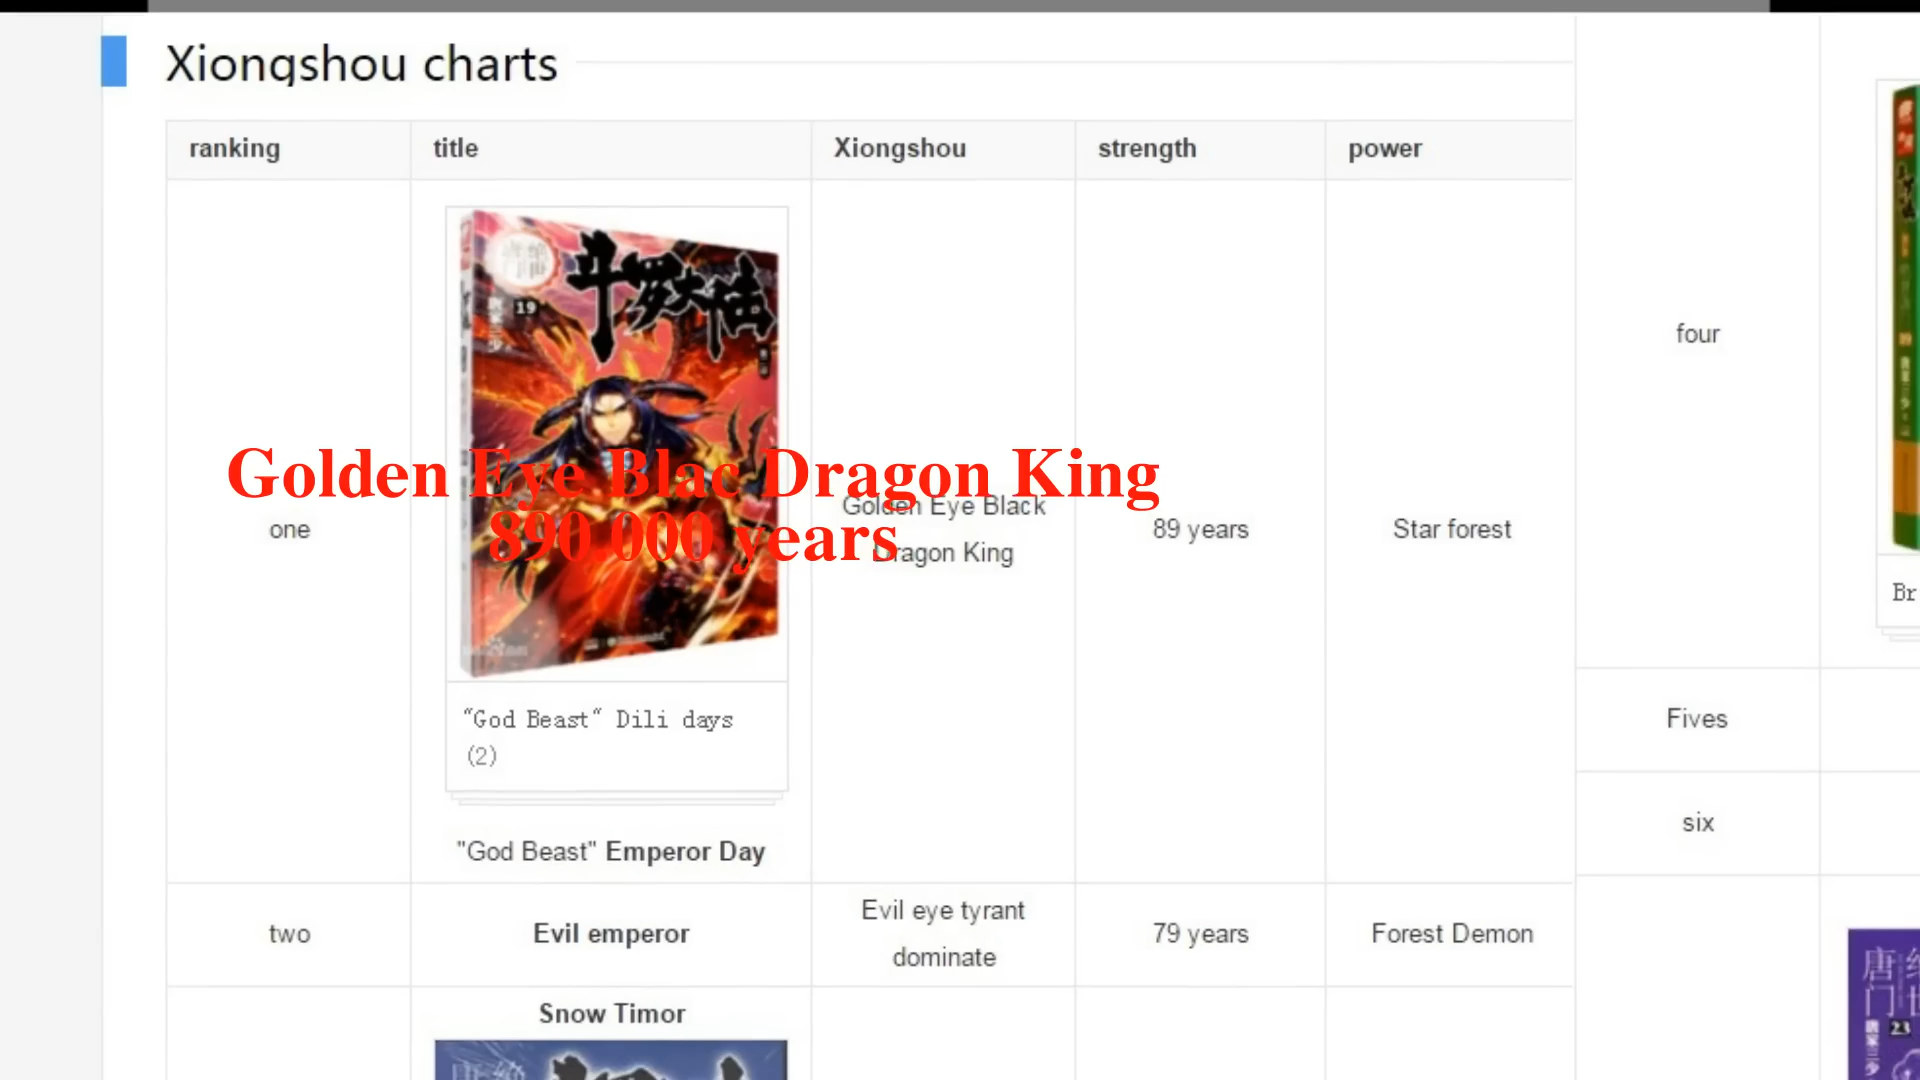 Xiongshou charts
ranking title Xiongshou strength power
斗罗大陆
19
one
Golden Eye Blac Dragon King
890 000 years
Golden Eye Black
Dragon King
89 years
Star forest
"God Beast" Dili days
(2)
"God Beast" Emperor Day
two
Evil emperor
Evil eye tyrant
dominate
79 years
Forest Demon
Snow Timor
four
Br
Fives
six
唐
门
23